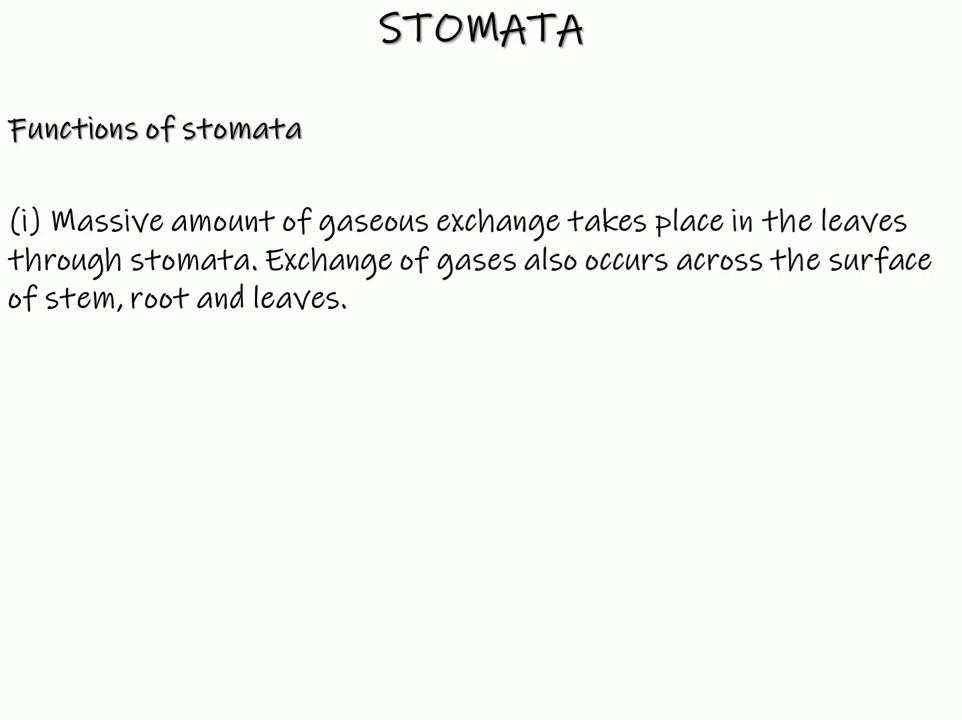 STOMATA
Functions of stomata
(i) Massive amount of gaseous exchange takes place in the leaves
through stomata. Exchange of gases also occurs across the surface
of stem, root and leaves.